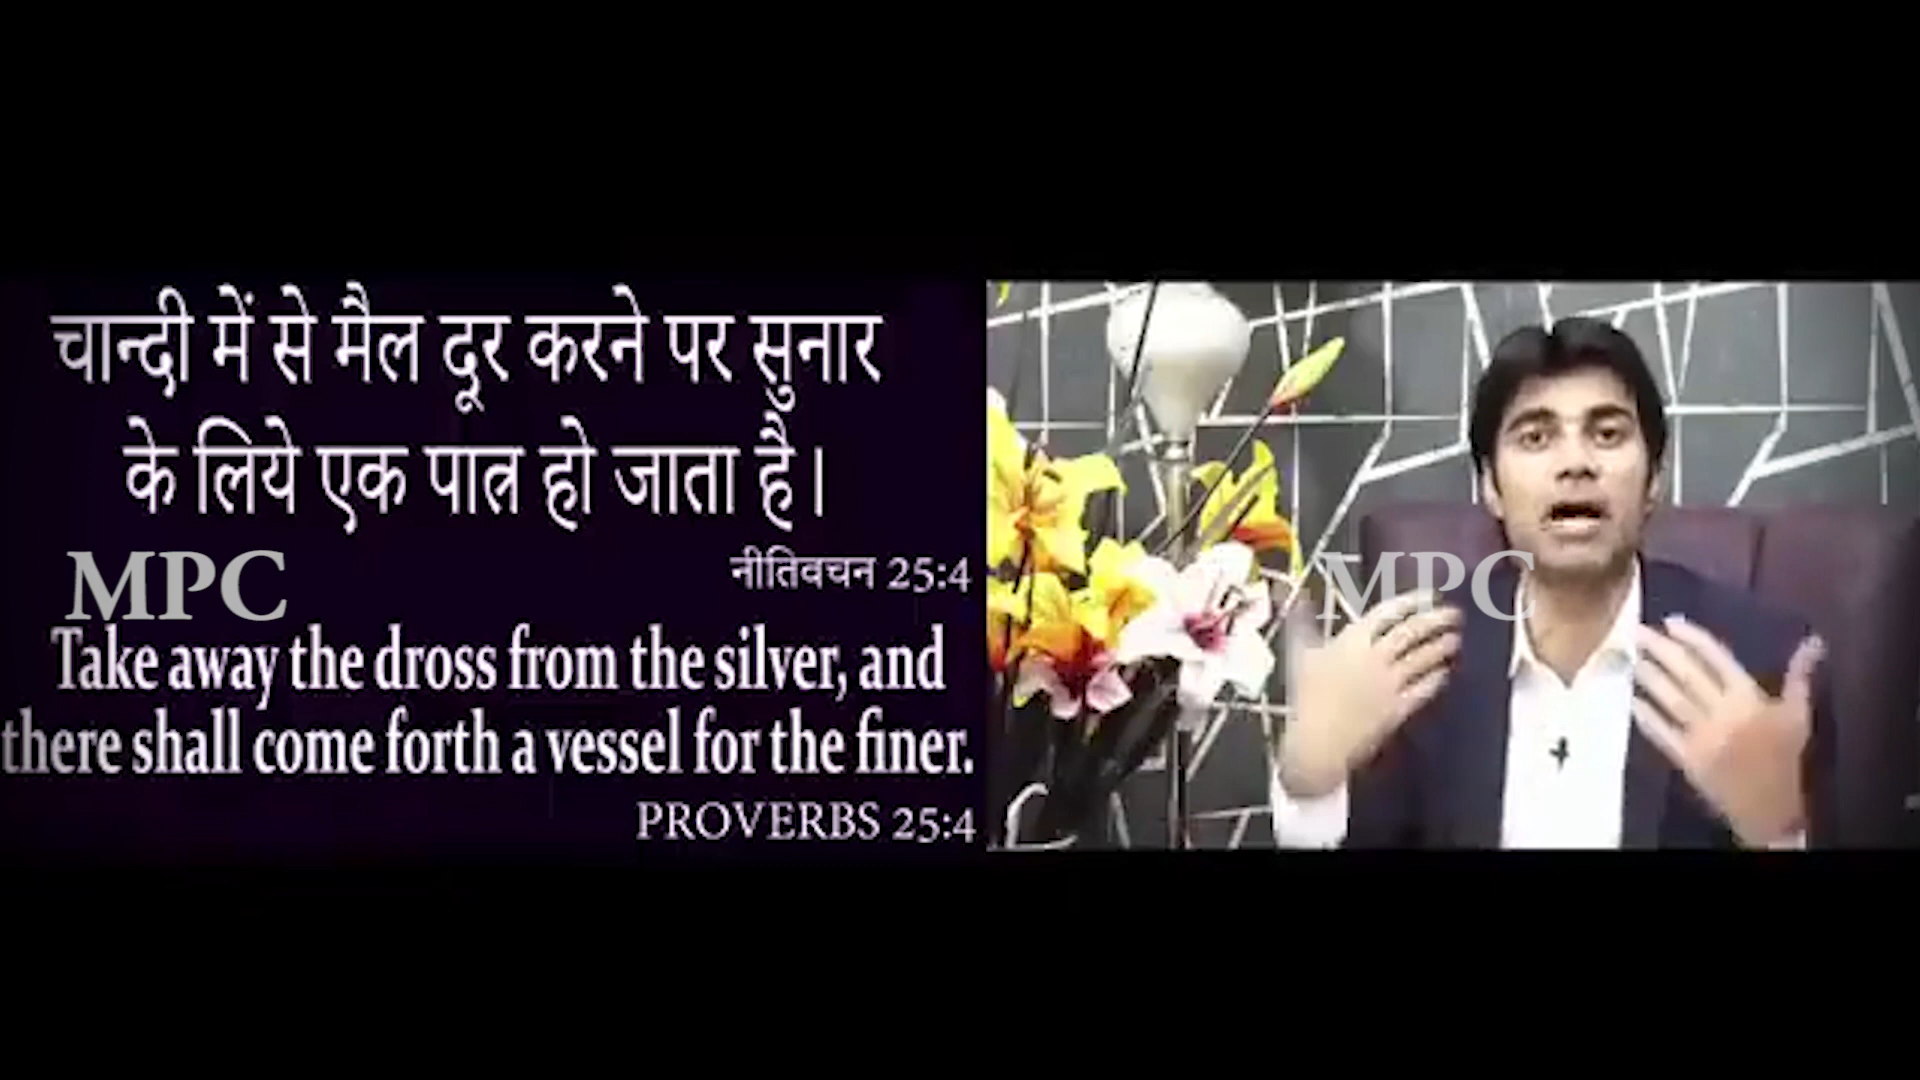 चान्दी में से मैल दूर करने पर सुनार
के लिये एक पात्र हो जाता है।
नीतिवचन 25:4
MPC
MPC
Take away the dross from the silver, and
there shall come forth a vessel for the finer.
PROVERBS 25:4